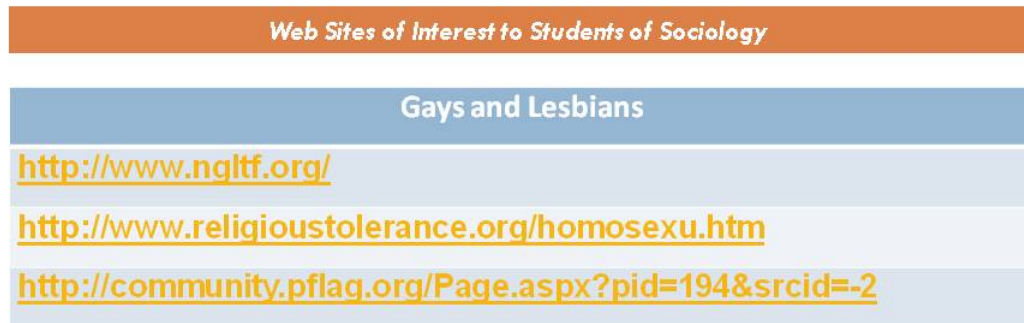 Web Sites of Interest to Students of Sociology
Gays and Lesbians
http://www.ngltf.org/
http://www.religioustolerance.org/homosexu.htm
http://community.pflag.org/Page.aspx?pid=194&srcid=-2